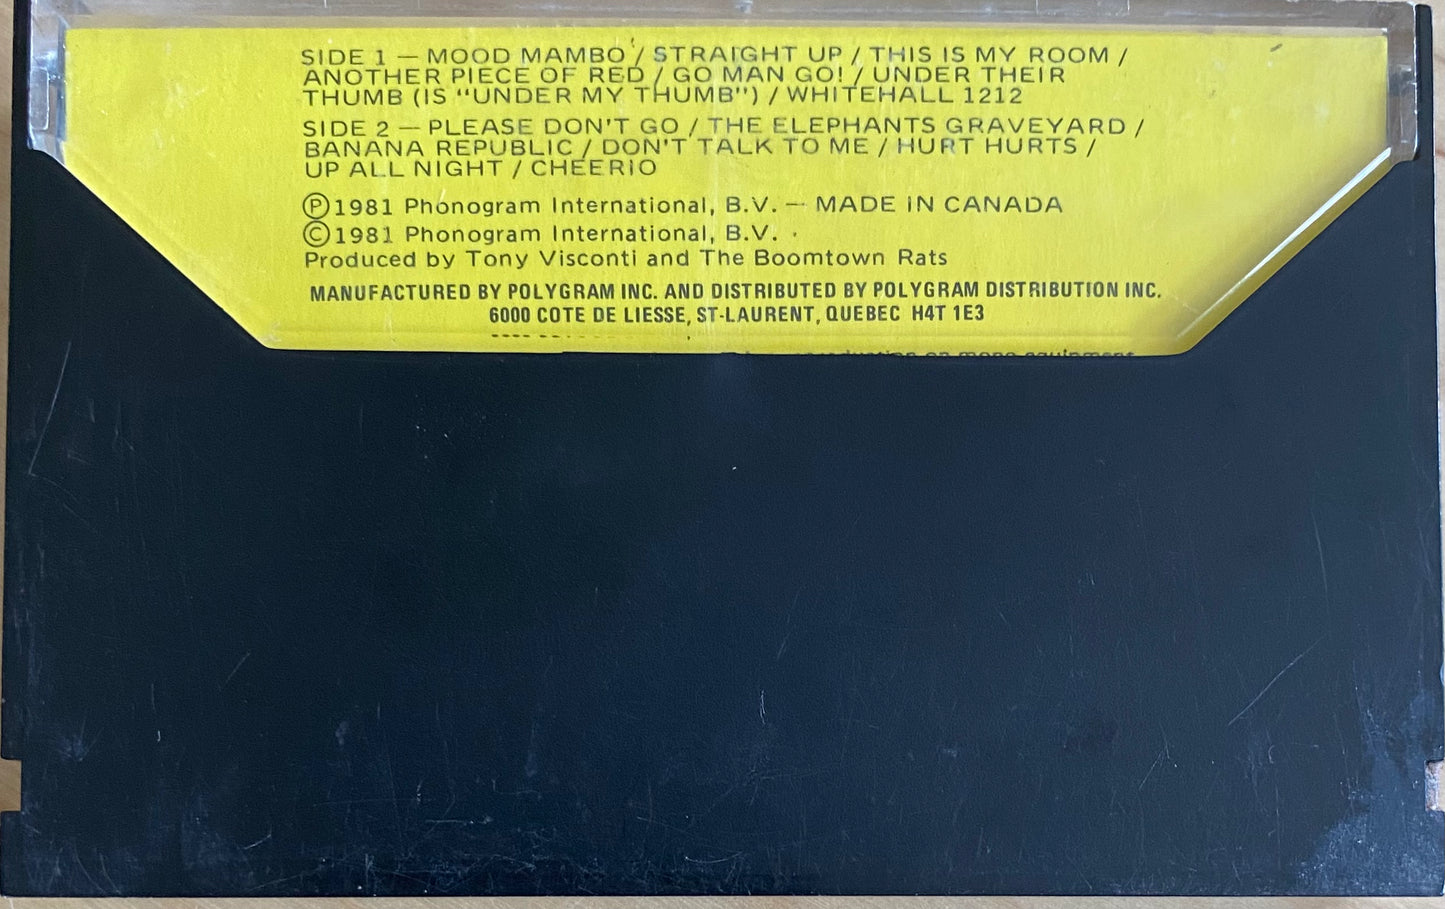 SIDE 1 — MOOD MAMBO / STRAIGHT UP / THIS IS MY ROOM /
ANOTHER PIECE OF RED / GO MAN GO! / UNDER THEIR
THUMB (IS “UNDER MY THUMB”) / WHITEHALL 1212
SIDE 2 — PLEASE DON'T GO / THE ELEPHANTS GRAVEYARD /
BANANA REPUBLIC / DON'T TALK TO ME / HURT HURTS /
UP ALL NIGHT / CHEERIO
℗ 1981 Phonogram International, B.V. — MADE IN CANADA
© 1981 Phonogram International, B.V.
Produced by Tony Visconti and The Boomtown Rats
MANUFACTURED BY POLYGRAM INC. AND DISTRIBUTED BY POLYGRAM DISTRIBUTION INC.
6000 COTE DE LIESSE, ST-LAURENT, QUEBEC H4T 1E3
reproduction on mono equipment